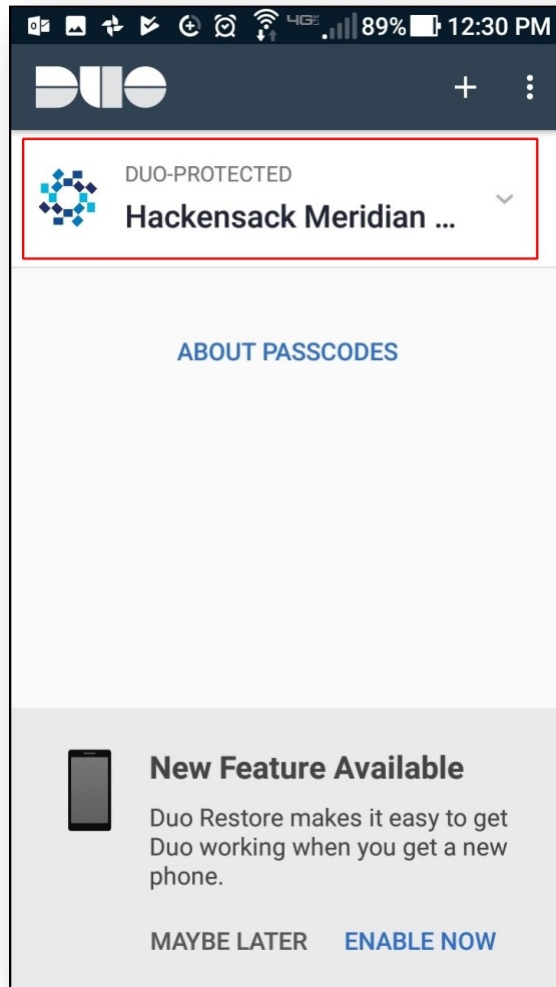 4G 89% 12:30 PM
DUO
DUO-PROTECTED
Hackensack Meridian ...
ABOUT PASSCODES
New Feature Available
Duo Restore makes it easy to get
Duo working when you get a new
phone.
MAYBE LATER ENABLE NOW